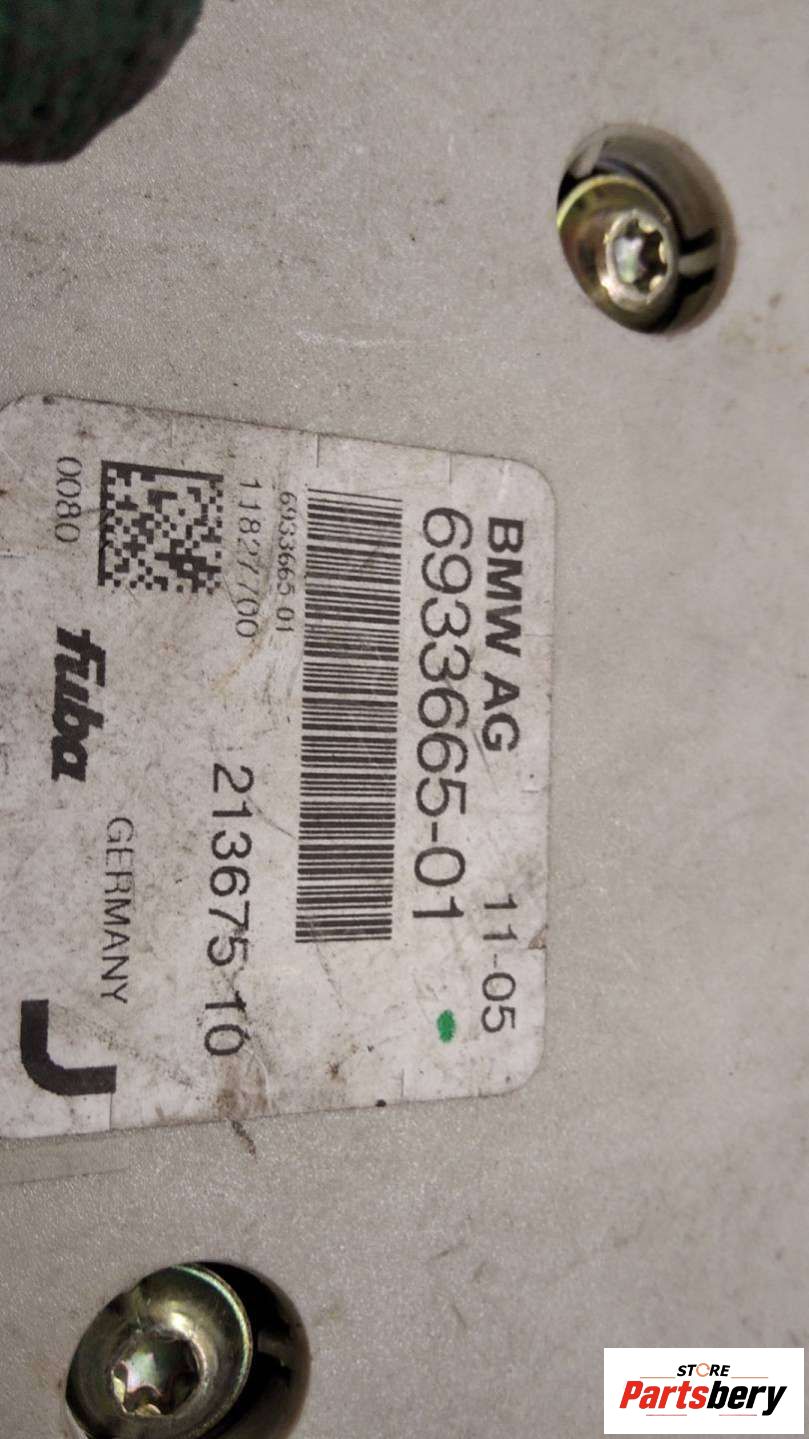 BMW AG 11-05
6933665-01
6933665 01
11827700
213675 10
0080
fuba GERMANY
J
STORE
Partsbery